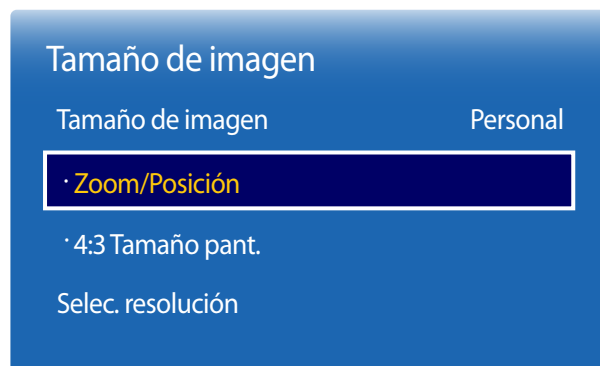 Tamaño de imagen
Tamaño de imagen Personal
· Zoom/Posición
· 4:3 Tamaño pant.
Selec. resolución